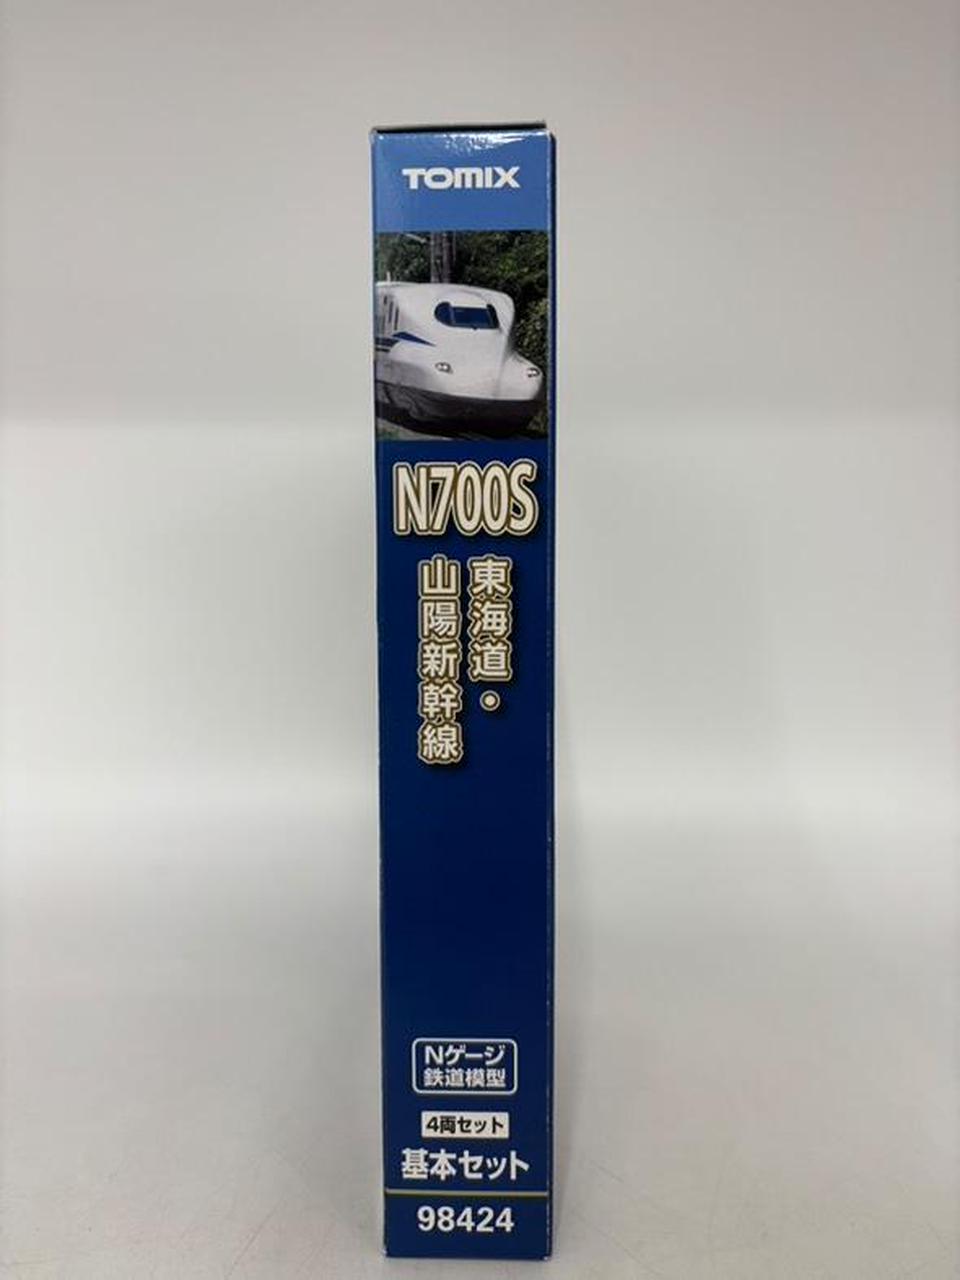 TOMIX
N700S
東海道・
山陽新幹線
Nゲージ
鉄道模型
4両セット
基本セット
98424